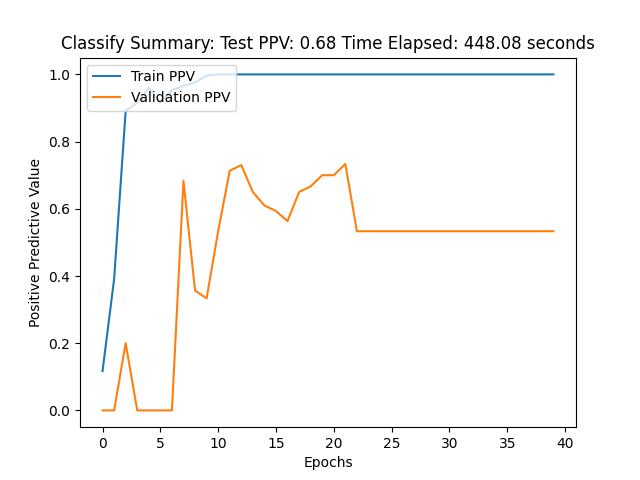 Classify Summary: Test PPV: 0.68 Time Elapsed: 448.08 seconds
Train PPV
Validation PPV
Positive Predictive Value
1.0
0.8
0.6
0.4
0.2
0.0
0 5 10 15 20 25 30 35 40
Epochs